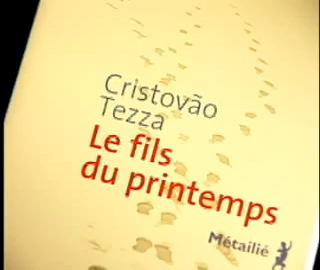 Cristovão
Tezza
Le fils
du printemps
Métailié